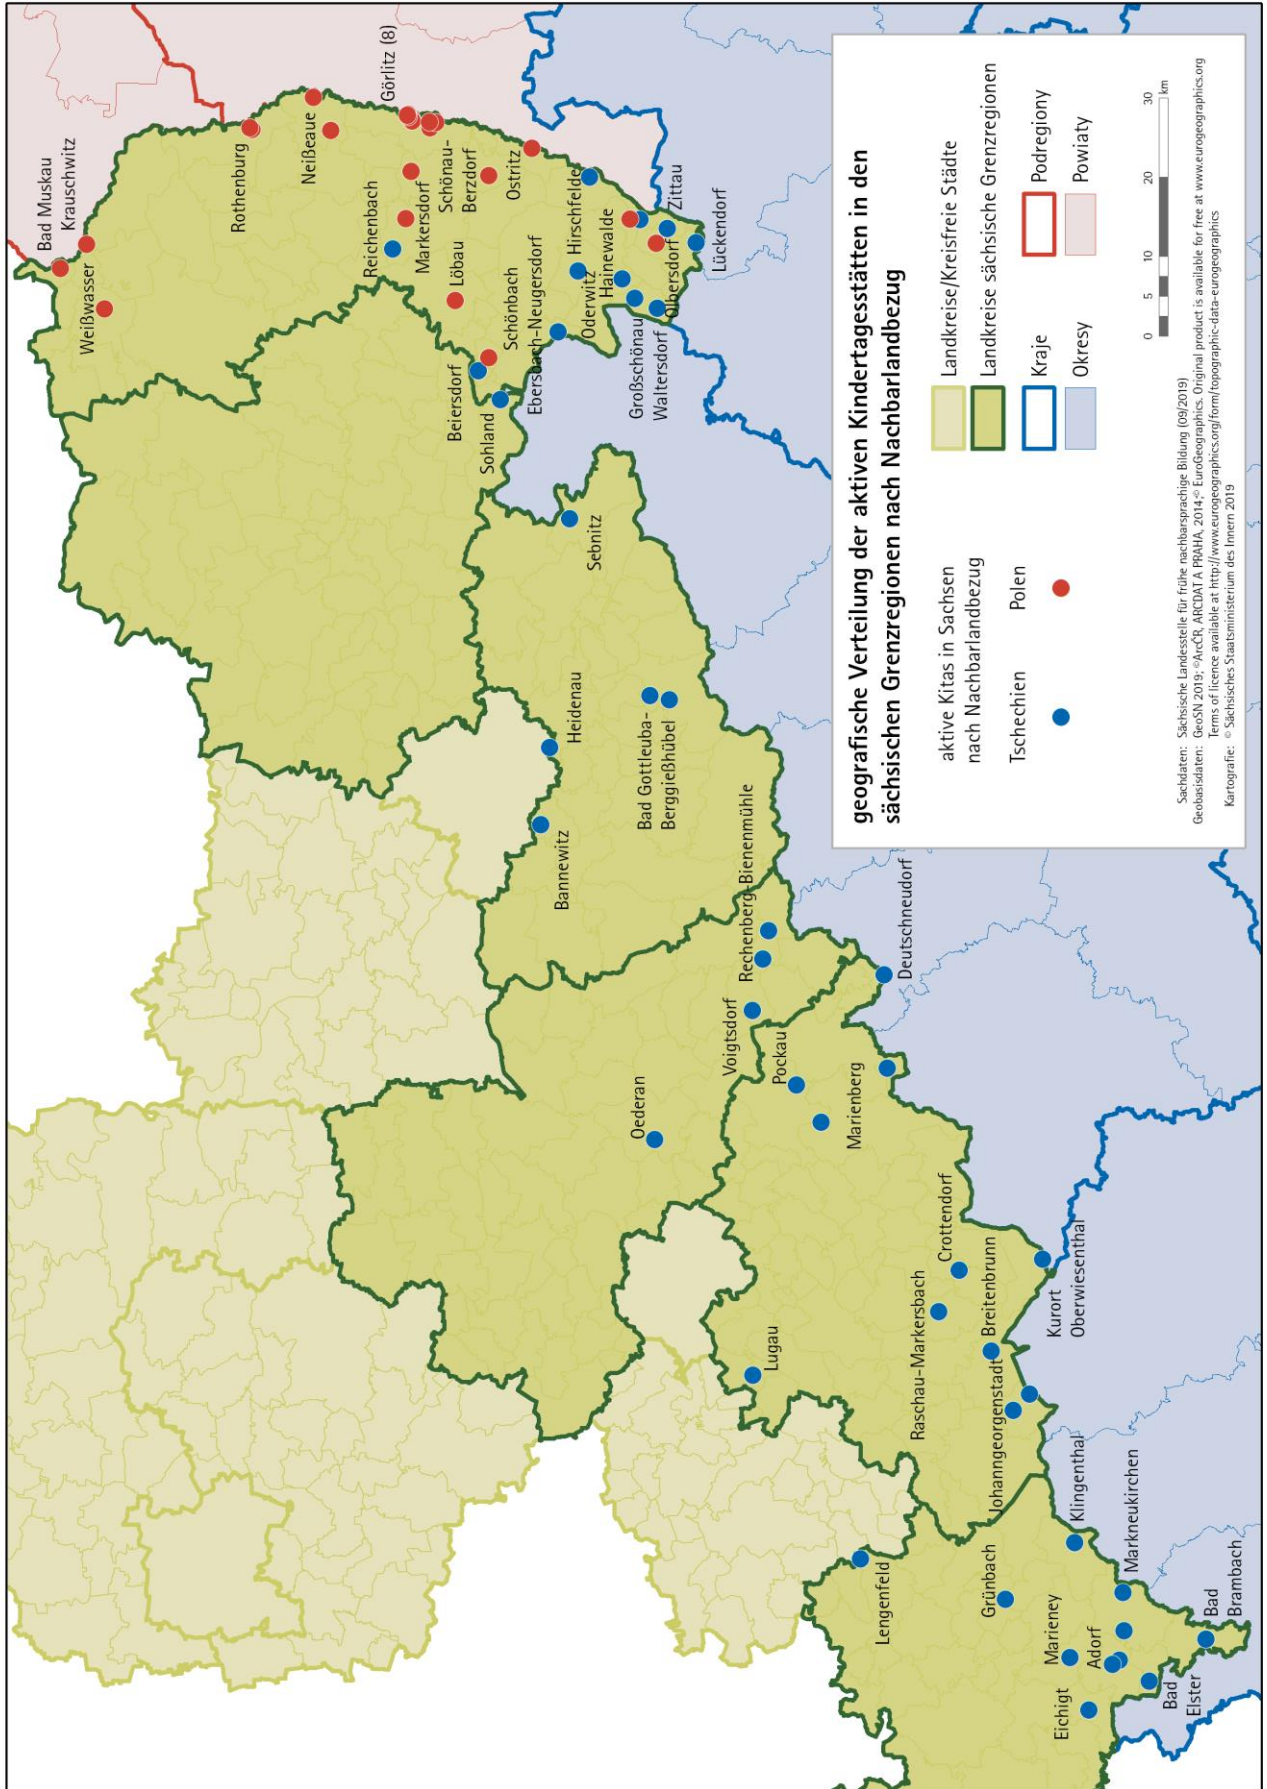 Bad Muskau
Krauschwitz
Weißwasser
Rothenburg
Neißeaue
Görlitz (8)
Reichenbach
Markersdorf
Schönau-
Berzdorf
Löbau
Ostritz
Schönbach
Beiersdorf
Sohland
Ebersbach-Neugersdorf
Hirschfelde
Oderwitz
Hainewalde
Großschönau
Waltersdorf
Olbersdorf
Zittau
Lückendorf
Sebnitz
Heidenau
Bannewitz
Bad Gottleuba-
Berggießhübel
Rechenberg-Bienenmühle
Voigtsdorf
Deutschneudorf
Oederan
Pockau
Marienberg
Lugau
Raschau-Markersbach
Crottendorf
Breitenbrunn
Johanngeorgenstadt
Kurort
Oberwiesenthal
Lengenfeld
Grünbach
Klingenthal
Markneukirchen
Marieney
Adorf
Eichigt
Bad
Elster
Bad
Brambach
geografische Verteilung der aktiven Kindertagesstätten in den
sächsischen Grenzregionen nach Nachbarlandbezug
aktive Kitas in Sachsen
nach Nachbarlandbezug
Tschechien
Polen
Landkreise/Kreisfreie Städte
Landkreise sächsische Grenzregionen
Kraje
Podregiony
Okresy
Powiaty
0 5 10 20 30
km
Sachdaten: Sächsische Landesstelle für frühe nachbarsprachige Bildung (09/2019)
Geobasisdaten: GeoSN 2019; ©ArcČR, ARCDAT A PRAHA, 2014;© EuroGeographics. Original product is available for free at www.eurogeographics.org
Terms of licence available at http://www.eurogeographics.org/form/topographic-data-eurogeographics
Kartografie: © Sächsisches Staatsministerium des Innern 2019